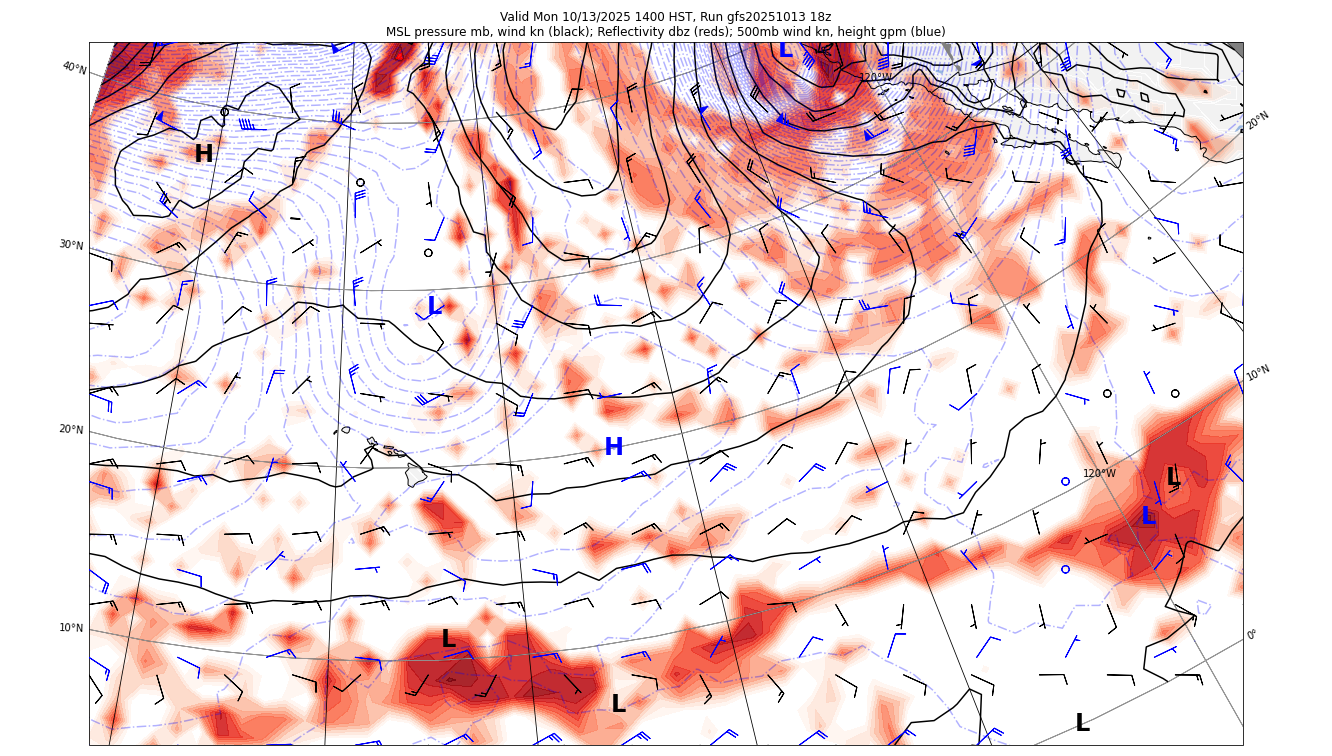 Valid Mon 10/13/2025 1400 HST, Run gfs20251013 18z
MSL pressure mb, wind kn (black); Reflectivity dbz (reds); 500mb wind kn, height gpm (blue)
L
40°N
120°W
20°N
H
30°N
L
10°N
20°N
H
120°W
L
L
10°N
L
0°
L
L